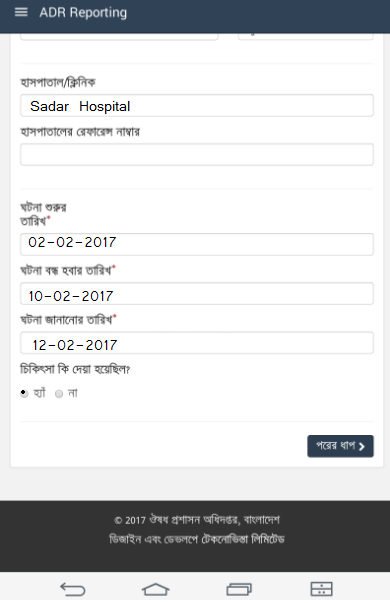 ADR Reporting
হাসপাতাল/ক্লিনিক
Sadar Hospital
হাসপাতালের রেফারেন্স নাম্বার
ঘটনা শুরুর
তারিখ*
02-02-2017
ঘটনা বন্ধ হবার তারিখ*
10-02-2017
ঘটনা জানানোর তারিখ*
12-02-2017
চিকিৎসা কি দেয়া হয়েছিল?
হ্যাঁ না
পরের ধাপ
© 2017 ঔষধ প্রশাসন অধিদপ্তর, বাংলাদেশ
ডিজাইন এবং ডেভলপে টেকনোভিস্তা লিমিটেড